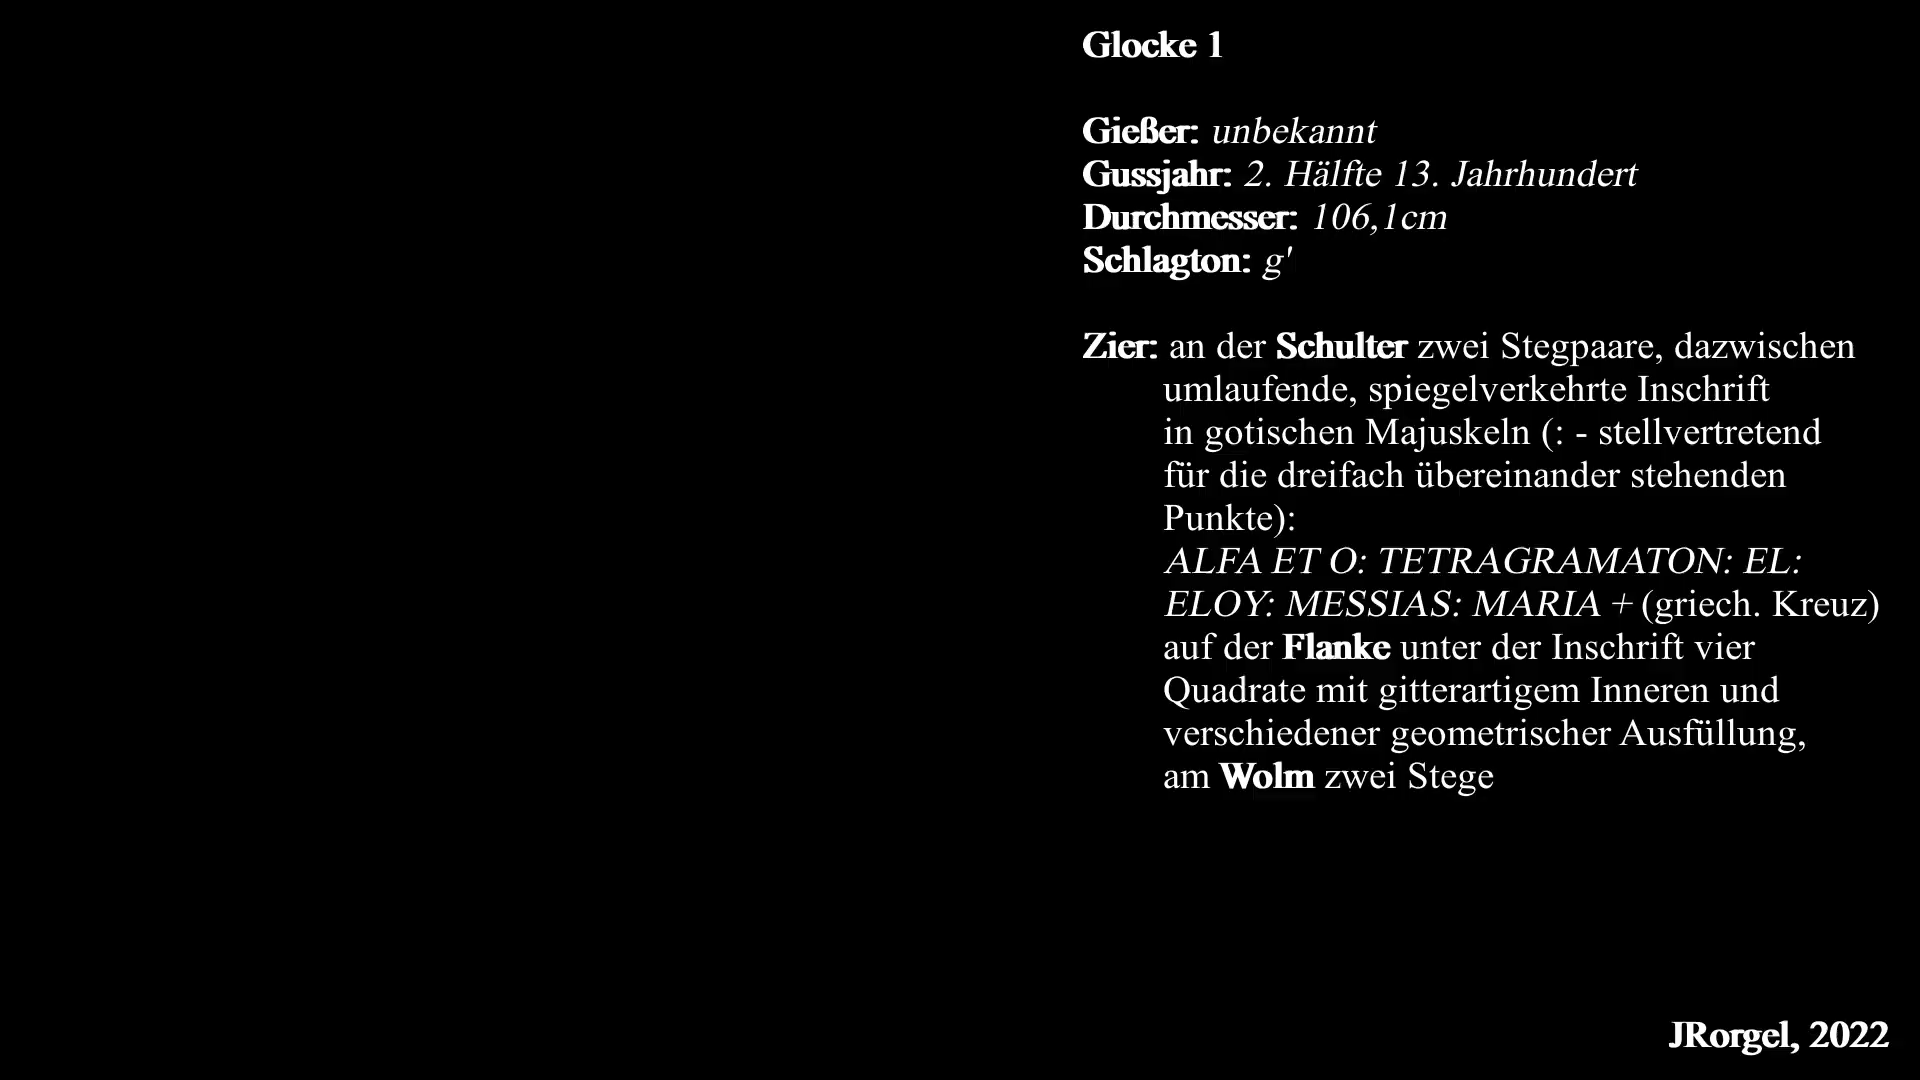 Glocke 1
Gießer: unbekannt
Gussjahr: 2. Hälfte 13. Jahrhundert
Durchmesser: 106,1cm
Schlagton: g'
Zier: an der Schulter zwei Stegpaare, dazwischen
umlaufende, spiegelverkehrte Inschrift
in gotischen Majuskeln (: - stellvertretend
für die dreifach übereinander stehenden
Punkte):
ALFA ET O: TETRAGRAMATON: EL:
ELOY: MESSIAS: MARIA + (griech. Kreuz)
auf der Flanke unter der Inschrift vier
Quadrate mit gitterartigem Inneren und
verschiedener geometrischer Ausfüllung,
am Wolm zwei Stege
JRorgel, 2022